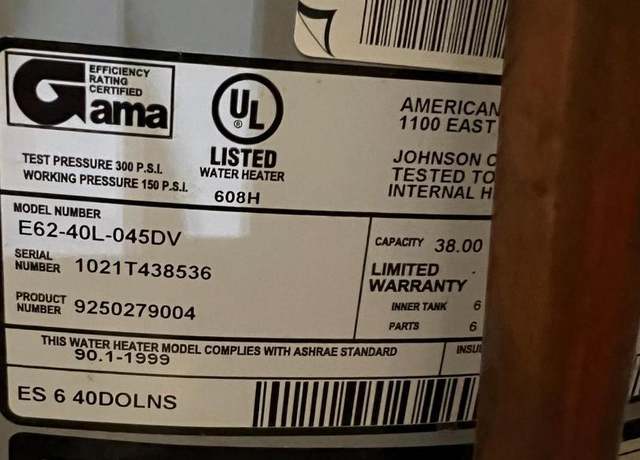 EFFICIENCY
RATING
CERTIFIED
Gama
UL
®
LISTED
WATER HEATER
608H
AMERICAN
1100 EAST
JOHNSON C
TESTED TO
INTERNAL H
TEST PRESSURE 300 P.S.I.
WORKING PRESSURE 150 P.S.I.
MODEL NUMBER
E62-40L-045DV
SERIAL
NUMBER 1021T438536
PRODUCT
NUMBER 9250279004
CAPACITY 38.00
LIMITED
WARRANTY
INNER TANK 6
PARTS 6
THIS WATER HEATER MODEL COMPLIES WITH ASHRAE STANDARD
90.1-1999
INSU
ES 6 40DOLNS